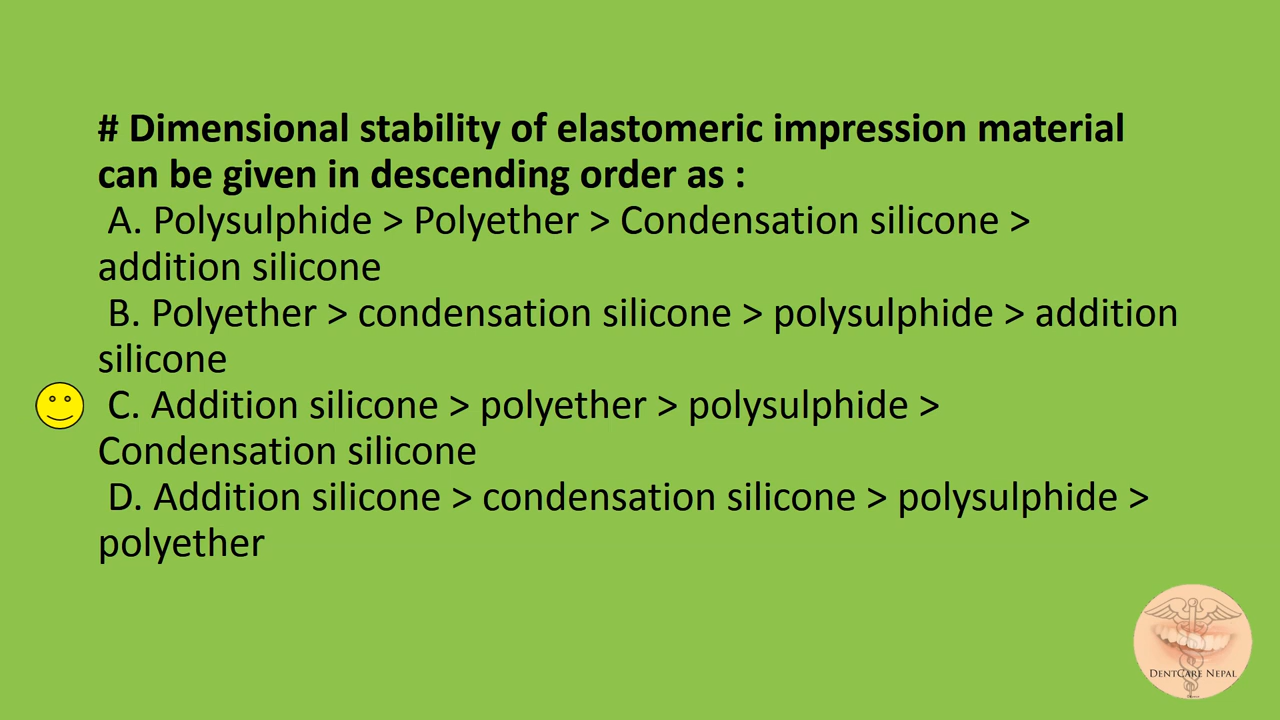 # Dimensional stability of elastomeric impression material
can be given in descending order as :
A. Polysulphide > Polyether > Condensation silicone >
addition silicone
B. Polyether > condensation silicone > polysulphide > addition
silicone
C. Addition silicone > polyether > polysulphide >
Condensation silicone
D. Addition silicone > condensation silicone > polysulphide >
polyether
DENTCARE NEPAL